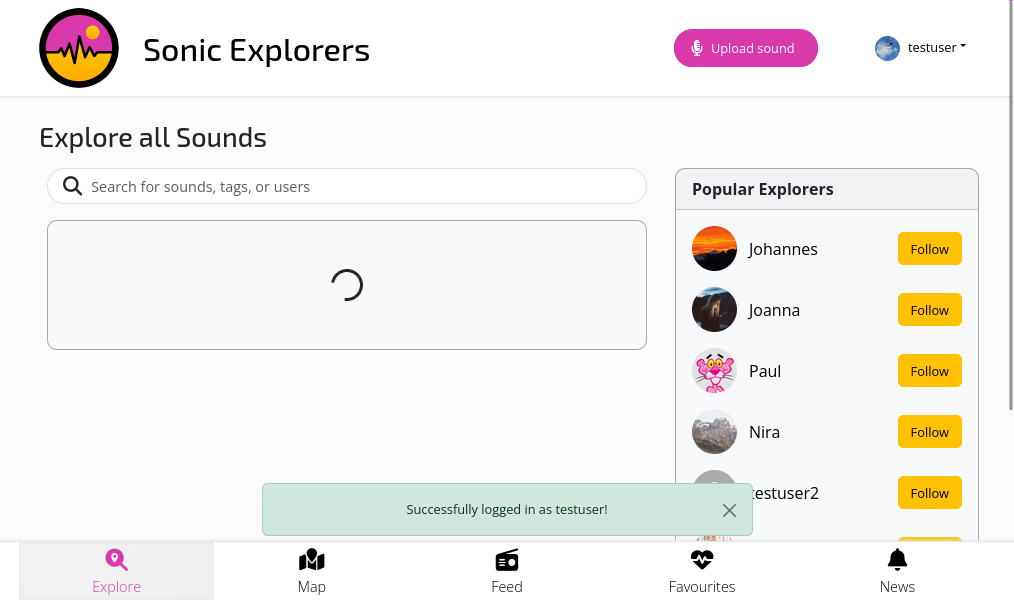 Sonic Explorers
Upload sound
testuser
Explore all Sounds
Search for sounds, tags, or users
Popular Explorers
Johannes
Follow
Joanna
Follow
Paul
Follow
Nira
Follow
testuser2
Follow
Successfully logged in as testuser!
Explore
Map
Feed
Favourites
News